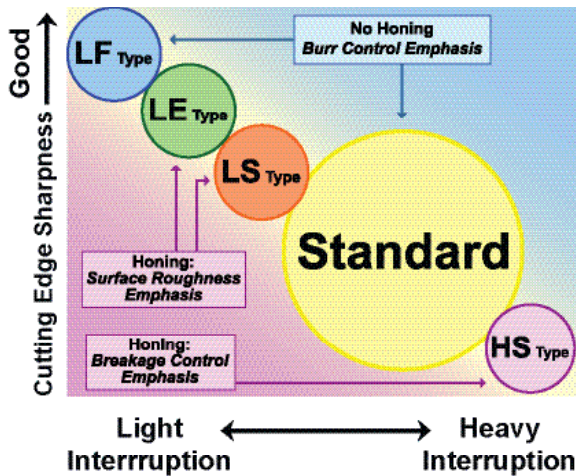 Cutting Edge Sharpness
Good
LF Type
No Honing
Burr Control Emphasis
LE Type
LS Type
Standard
Honing:
Surface Roughness
Emphasis
Honing:
Breakage Control
Emphasis
HS Type
Light
Interrruption
Heavy
Interruption